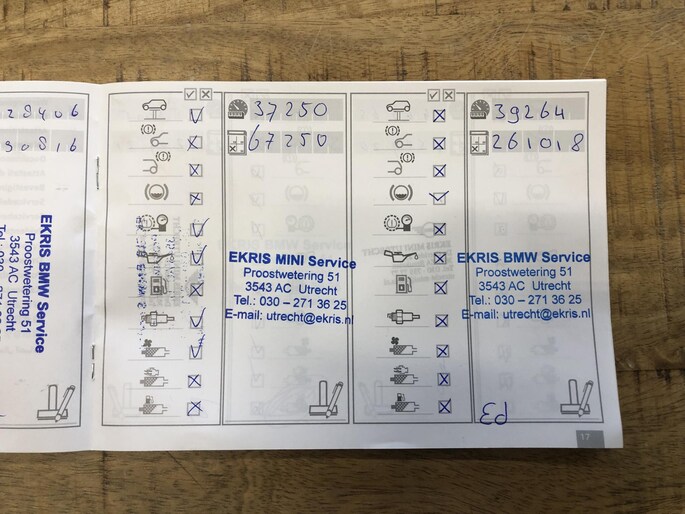 28406
90816
EKRIS BMW Service
Proostwetering 51
3543 AC Utrecht
37250
67250
EKRIS MINI Service
Proostwetering 51
3543 AC Utrecht
Tel.: 030 – 271 36 25
E-mail: utrecht@ekris.nl
39264
261018
EKRIS BMW Service
Proostwetering 51
3543 AC Utrecht
Tel.: 030 – 271 36 25
E-mail: utrecht@ekris.nl
17